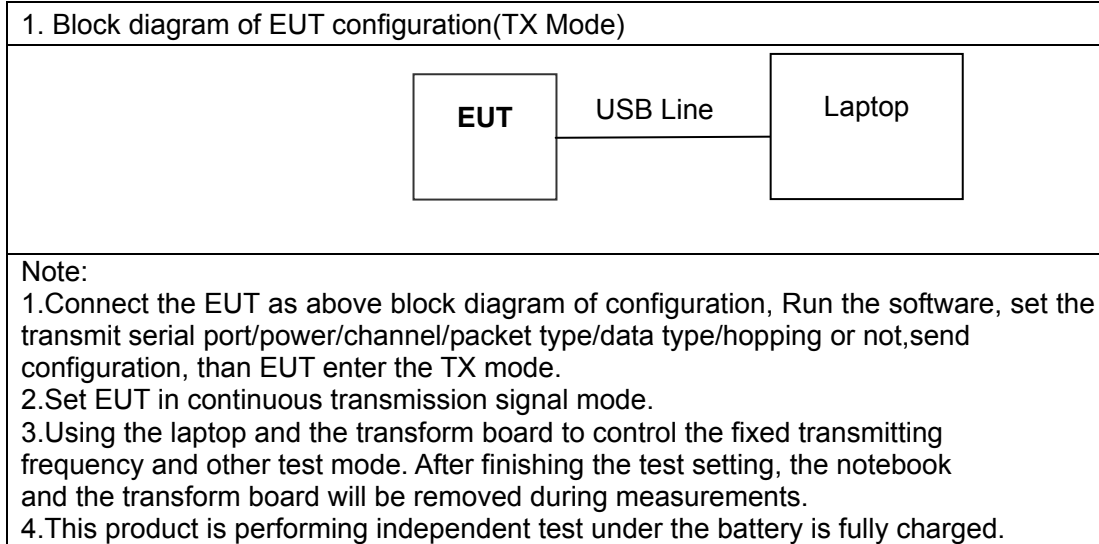 1. Block diagram of EUT configuration(TX Mode)
EUT
USB Line
Laptop
Note:
1.Connect the EUT as above block diagram of configuration, Run the software, set the
transmit serial port/power/channel/packet type/data type/hopping or not,send
configuration, than EUT enter the TX mode.
2.Set EUT in continuous transmission signal mode.
3.Using the laptop and the transform board to control the fixed transmitting
frequency and other test mode. After finishing the test setting, the notebook
and the transform board will be removed during measurements.
4.This product is performing independent test under the battery is fully charged.